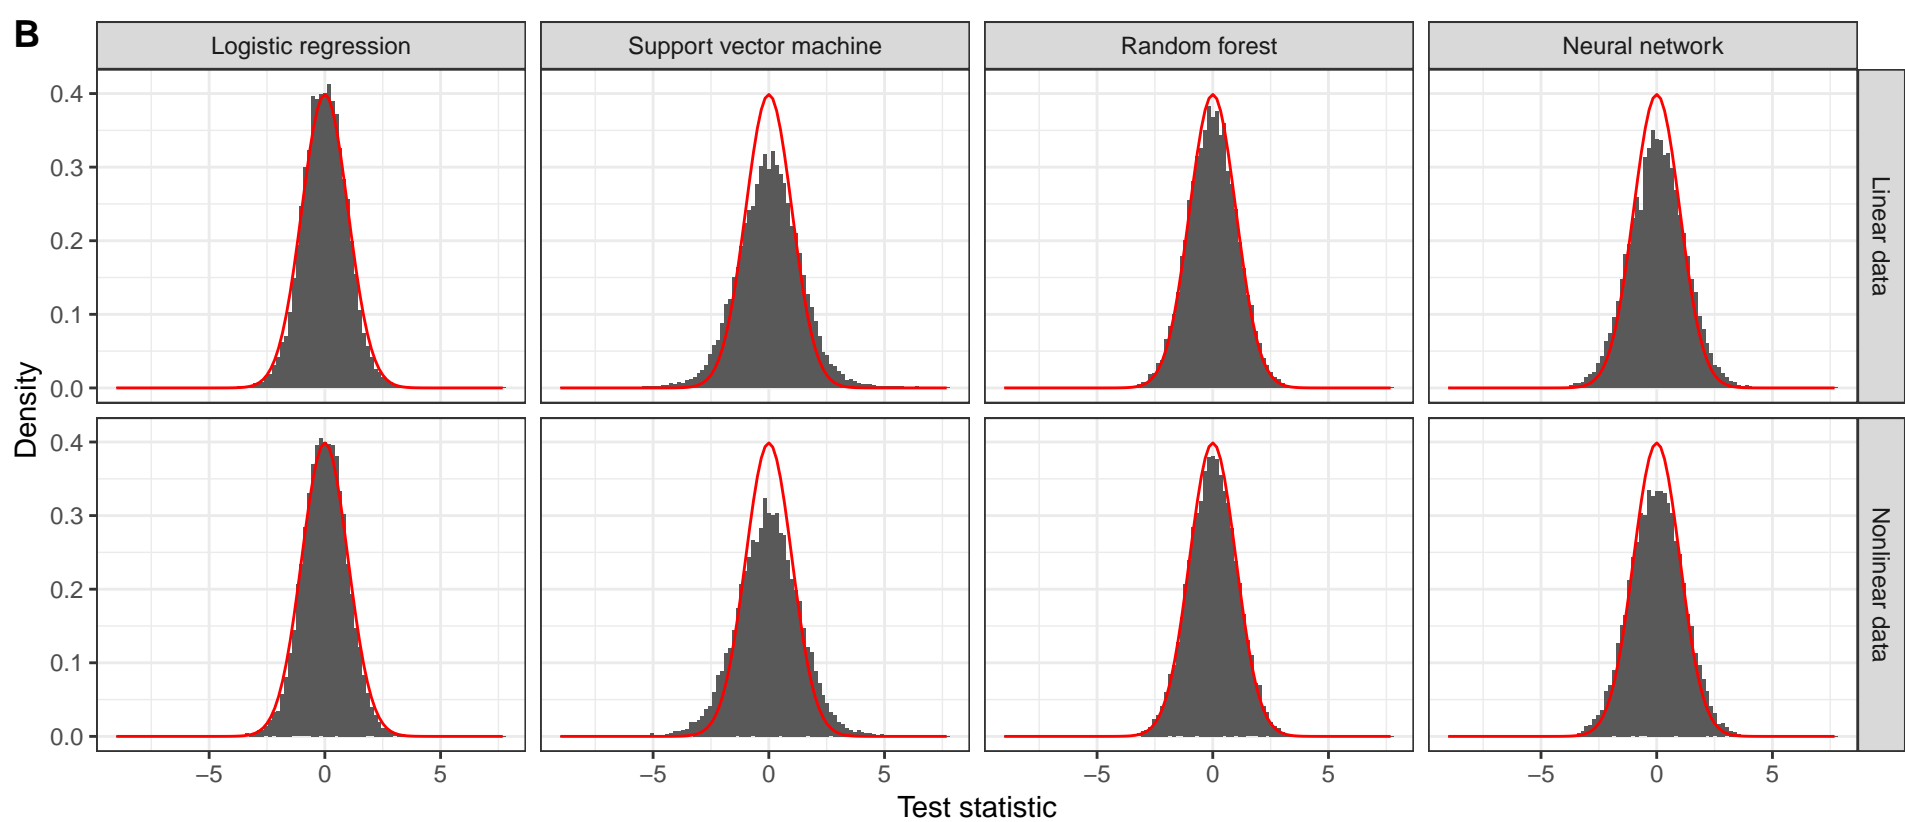 B
Logistic regression
Support vector machine
Random forest
Neural network
Density
0.4
0.3
0.2
0.1
0.0
Linear data
0.4
0.3
0.2
0.1
0.0
Nonlinear data
−5 0 5
−5 0 5
−5 0 5
−5 0 5
Test statistic